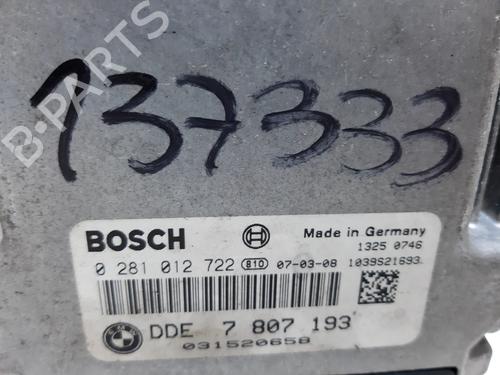 B-PARTS
737333
BOSCH
Made in Germany
1325 0746
0 281 012 722 810 07-03-08 1039S21693
DDE 7 807 193
031520658